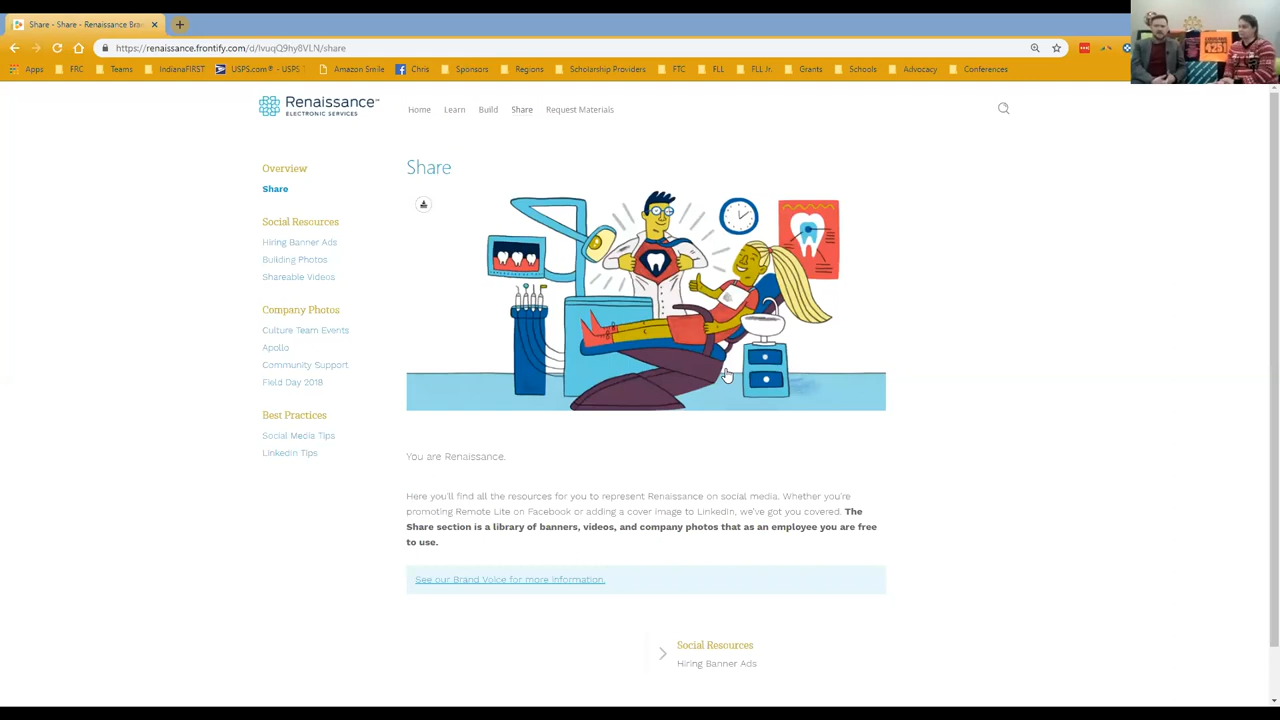 Share - Share - Renaissance Bra
https://renaissance.frontify.com/d/lvuqQ9hy8VLN/share
Apps FRC Teams IndianaFIRST USPS.com® - USPS Amazon Smile Chris Sponsors Regions Scholarship Providers FTC FLL FLL Jr. Grants Schools Advocacy Conferences
4251
Renaissance™
ELECTRONIC SERVICES
Home Learn Build Share Request Materials
Overview
Share
Social Resources
Hiring Banner Ads
Building Photos
Shareable Videos
Company Photos
Culture Team Events
Apollo
Community Support
Field Day 2018
Best Practices
Social Media Tips
LinkedIn Tips
Share
You are Renaissance.
Here you'll find all the resources for you to represent Renaissance on social media. Whether you're
promoting Remote Lite on Facebook or adding a cover image to LinkedIn, we've got you covered. The
Share section is a library of banners, videos, and company photos that as an employee you are free
to use.
See our Brand Voice for more information.
Social Resources
Hiring Banner Ads